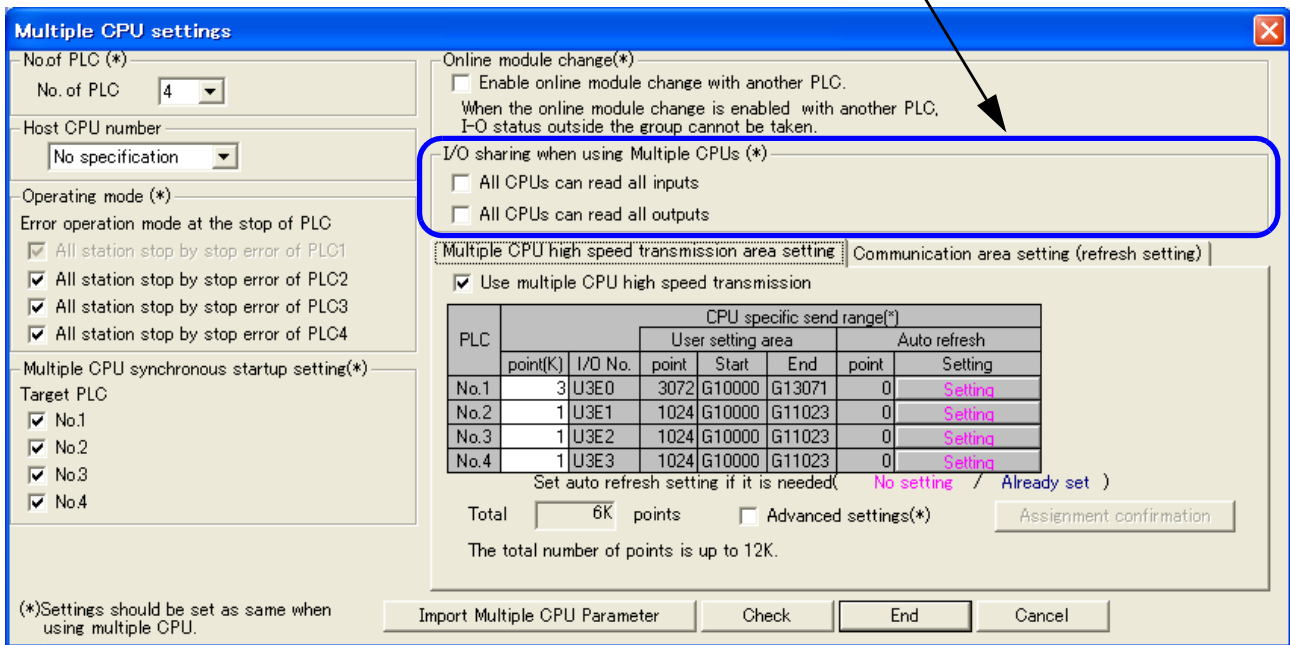 Multiple CPU settings
No.of PLC (*)
No. of PLC 4
Host CPU number
No specification
Operating mode (*)
Error operation mode at the stop of PLC
All station stop by stop error of PLC1
All station stop by stop error of PLC2
All station stop by stop error of PLC3
All station stop by stop error of PLC4
Multiple CPU synchronous startup setting(*)
Target PLC
No.1
No.2
No.3
No.4
Online module change(*)
Enable online module change with another PLC.
When the online module change is enabled with another PLC,
I-O status outside the group cannot be taken.
I/O sharing when using Multiple CPUs (*)
All CPUs can read all inputs
All CPUs can read all outputs
Multiple CPU high speed transmission area setting Communication area setting (refresh setting)
Use multiple CPU high speed transmission
CPU specific send range(*)
PLC User setting area Auto refresh
point(K) I/O No. point Start End point Setting
No.1 3 U3E0 3072 G10000 G13071 0 Setting
No.2 1 U3E1 1024 G10000 G11023 0 Setting
No.3 1 U3E2 1024 G10000 G11023 0 Setting
No.4 1 U3E3 1024 G10000 G11023 0 Setting
Set auto refresh setting if it is needed( No setting / Already set )
Total 6K points Advanced settings(*) Assignment confirmation
The total number of points is up to 12K.
(*)Settings should be set as same when
using multiple CPU.
Import Multiple CPU Parameter Check End Cancel